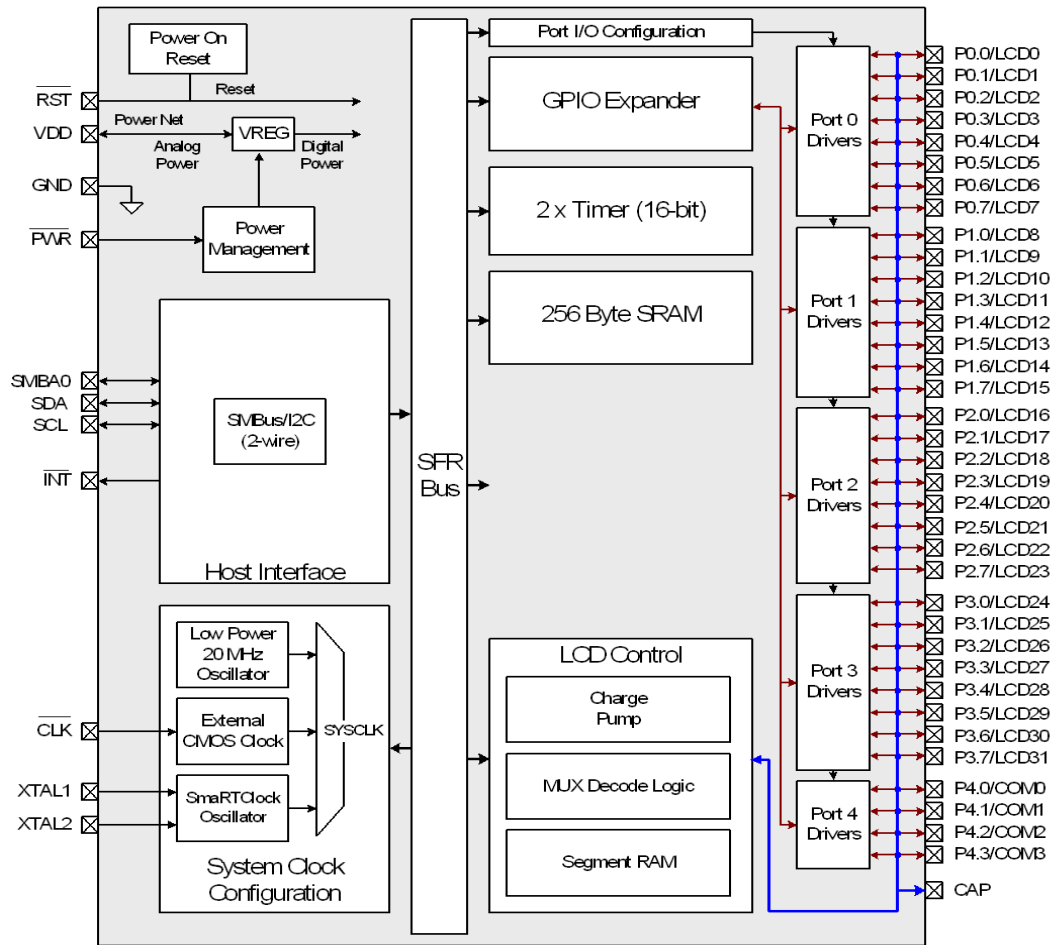 Power On
Reset
RST
Reset
VDD
Power Net
Analog
Power
VREG
Digital
Power
GND
PWR
Power
Management
SMBA0
SDA
SCL
INT
SMBus/I2C
(2-wire)
Host Interface
Low Power
20 MHz
Oscillator
CLK
External
CMOS Clock
SYSCLK
XTAL1
XTAL2
SmaRTClock
Oscillator
System Clock
Configuration
SFR
Bus
Port I/O Configuration
GPIO Expander
2 x Timer (16-bit)
256 Byte SRAM
LCD Control
Charge
Pump
MUX Decode Logic
Segment RAM
Port 0
Drivers
Port 1
Drivers
Port 2
Drivers
Port 3
Drivers
Port 4
Drivers
P0.0/LCD0
P0.1/LCD1
P0.2/LCD2
P0.3/LCD3
P0.4/LCD4
P0.5/LCD5
P0.6/LCD6
P0.7/LCD7
P1.0/LCD8
P1.1/LCD9
P1.2/LCD10
P1.3/LCD11
P1.4/LCD12
P1.5/LCD13
P1.6/LCD14
P1.7/LCD15
P2.0/LCD16
P2.1/LCD17
P2.2/LCD18
P2.3/LCD19
P2.4/LCD20
P2.5/LCD21
P2.6/LCD22
P2.7/LCD23
P3.0/LCD24
P3.1/LCD25
P3.2/LCD26
P3.3/LCD27
P3.4/LCD28
P3.5/LCD29
P3.6/LCD30
P3.7/LCD31
P4.0/COM0
P4.1/COM1
P4.2/COM2
P4.3/COM3
CAP